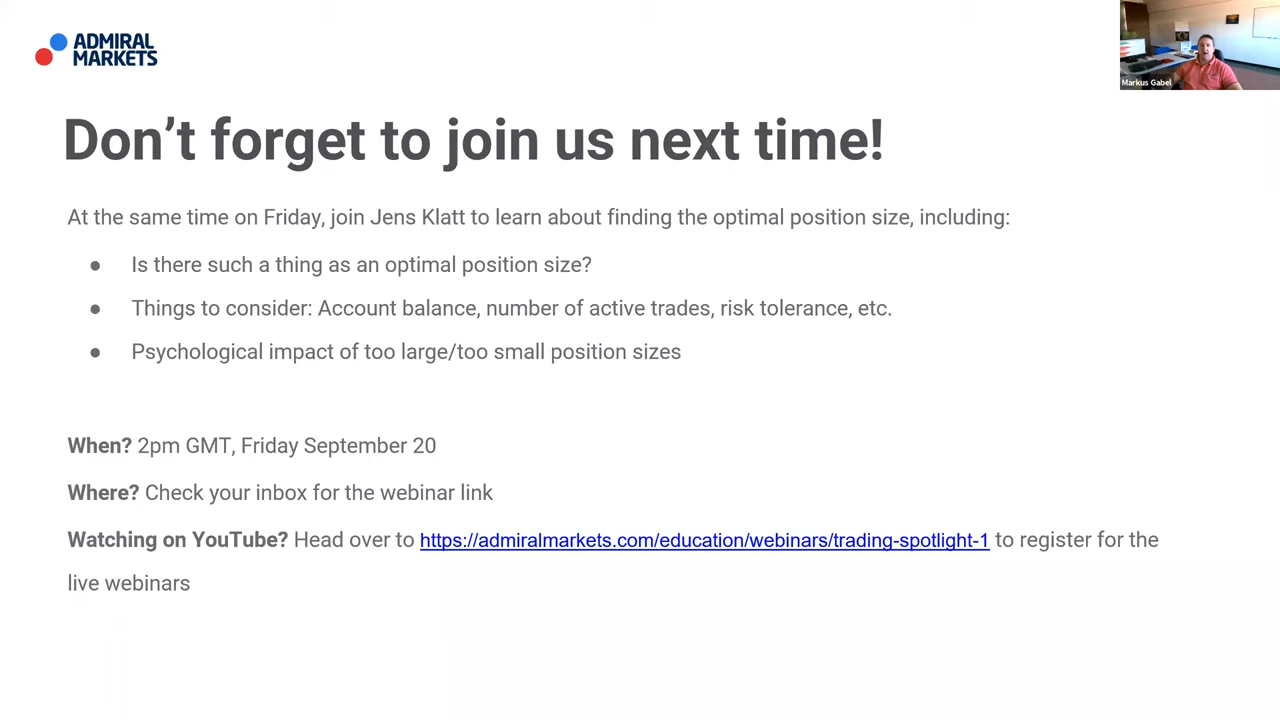 ADMIRAL
MARKETS
Markus Gabel
Don’t forget to join us next time!
At the same time on Friday, join Jens Klatt to learn about finding the optimal position size, including:
● Is there such a thing as an optimal position size?
● Things to consider: Account balance, number of active trades, risk tolerance, etc.
● Psychological impact of too large/too small position sizes
When? 2pm GMT, Friday September 20
Where? Check your inbox for the webinar link
Watching on YouTube? Head over to https://admiralmarkets.com/education/webinars/trading-spotlight-1 to register for the
live webinars